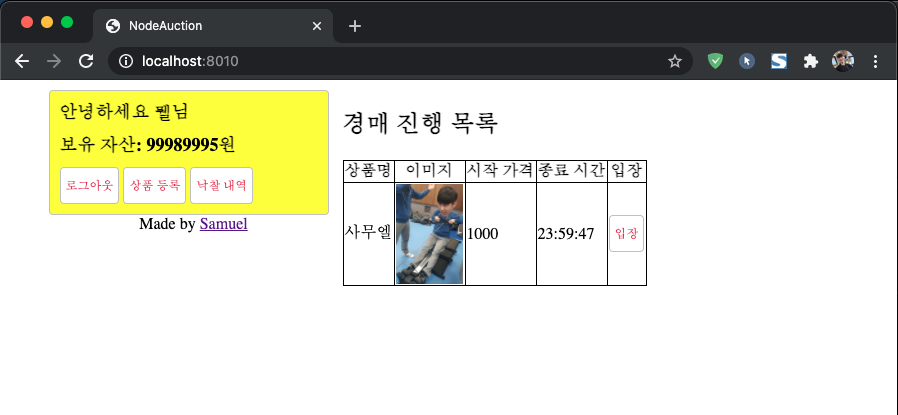 NodeAuction
localhost:8010
안녕하세요 뷀님
보유 자산: 99989995원
로그아웃 상품 등록 낙찰 내역
Made by Samuel
경매 진행 목록
상품명 이미지 시작 가격 종료 시간 입장
사무엘 1000 23:59:47 입장